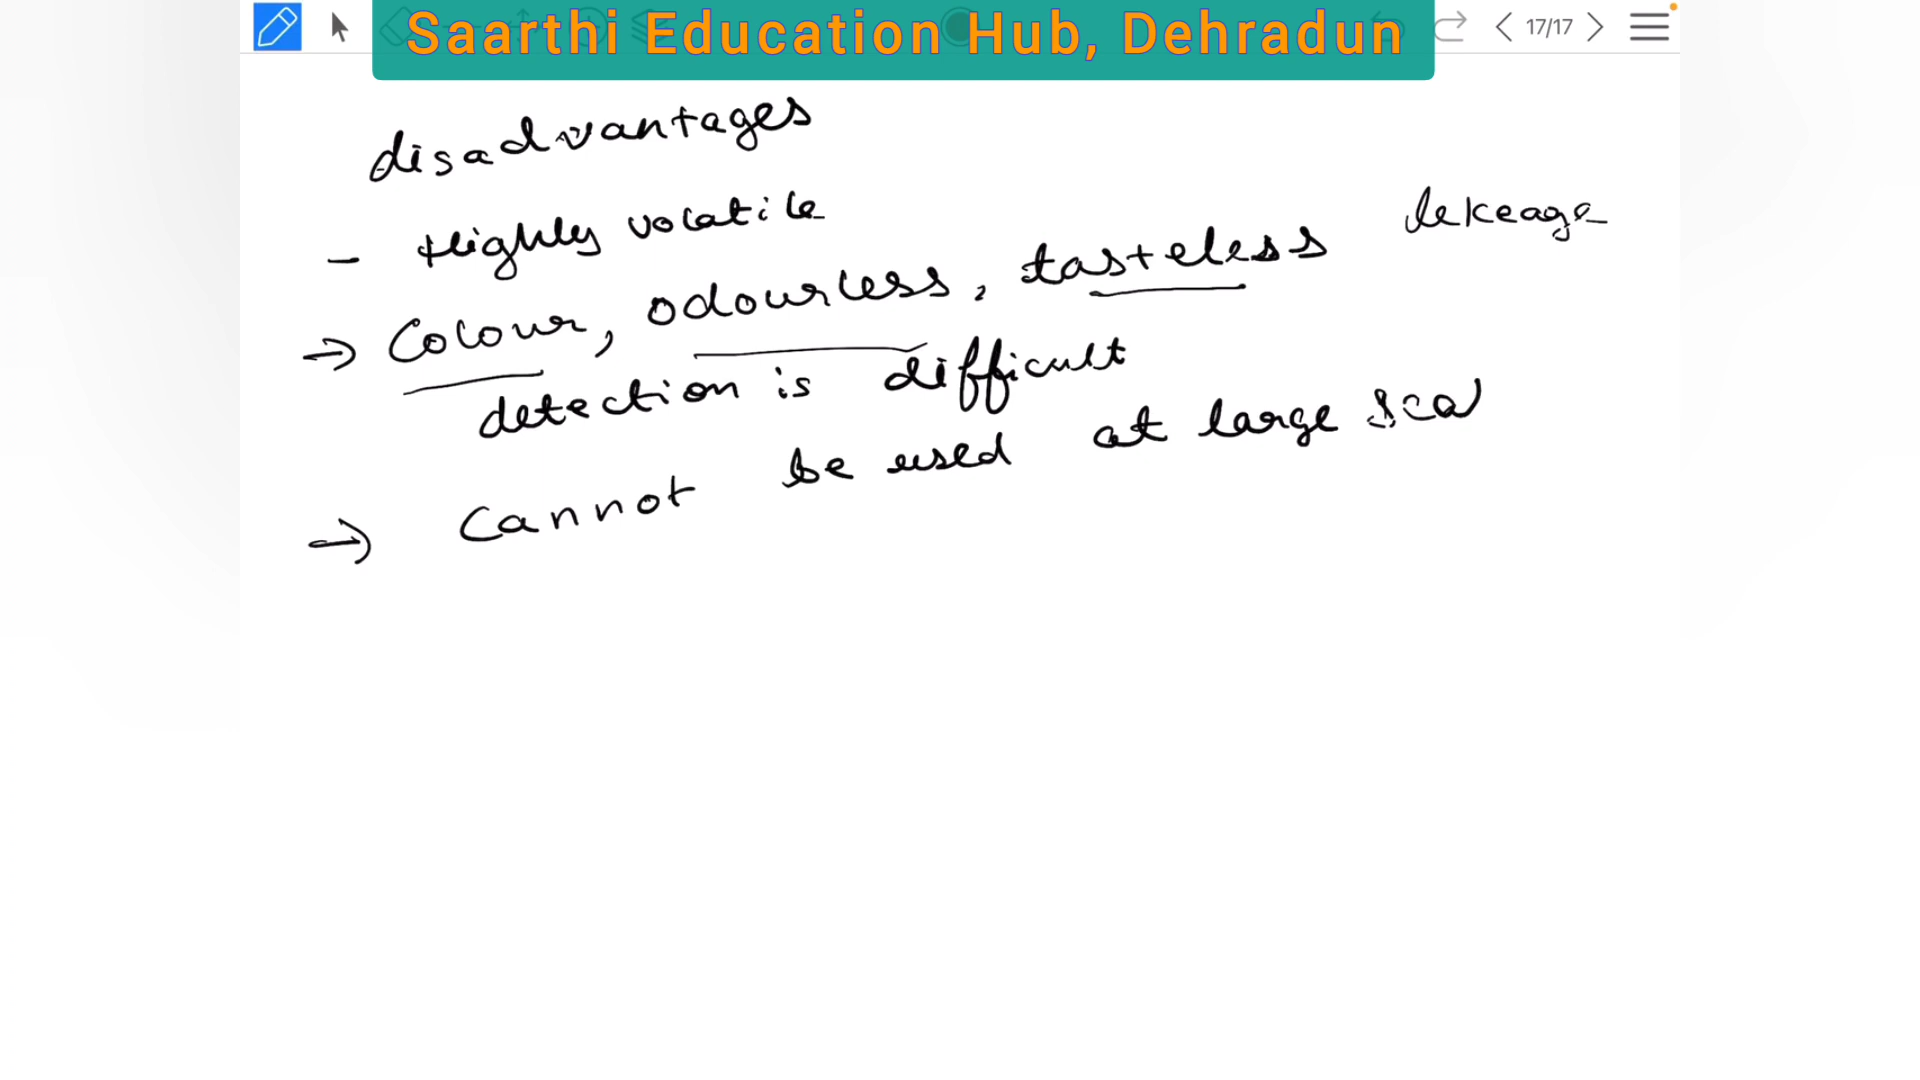 Saarthi Education Hub, Dehradun
17/17
disadvantages
- Highly volatile
→ Colour, odourless, tasteless lekeage
detection is difficult
→ Cannot be used at large scal